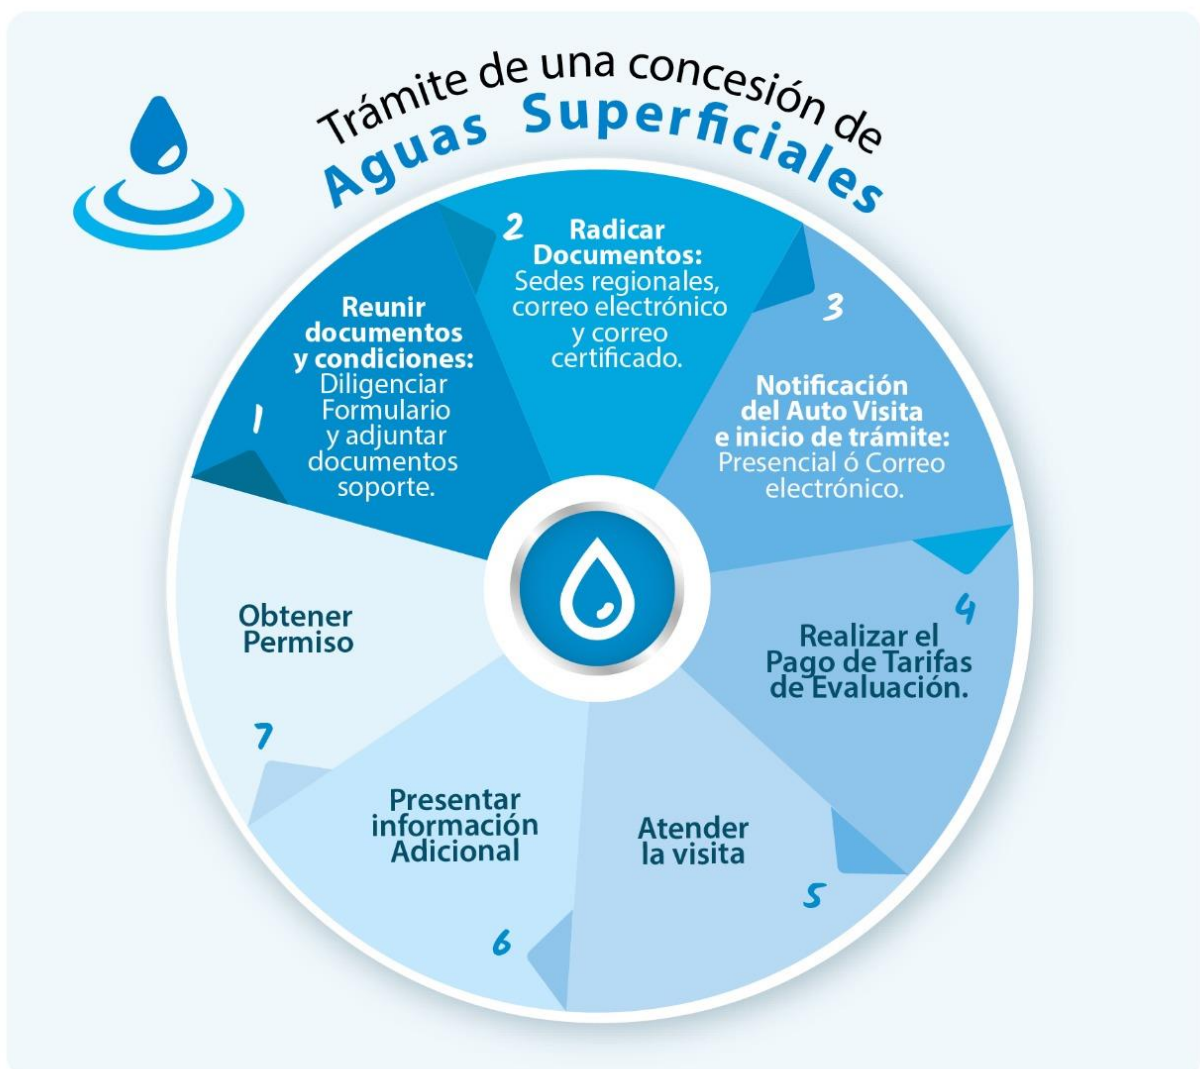 Trámite de una concesión de
Aguas Superficiales
1
Reunir
documentos
y condiciones:
Diligenciar
Formulario
y adjuntar
documentos
soporte.
2
Radicar
Documentos:
Sedes regionales,
correo electrónico
y correo
certificado.
3
Notificación
del Auto Visita
e inicio de trámite:
Presencial ó Correo
electrónico.
4
Realizar el
Pago de Tarifas
de Evaluación.
5
Atender
la visita
6
Presentar
información
Adicional
7
Obtener
Permiso